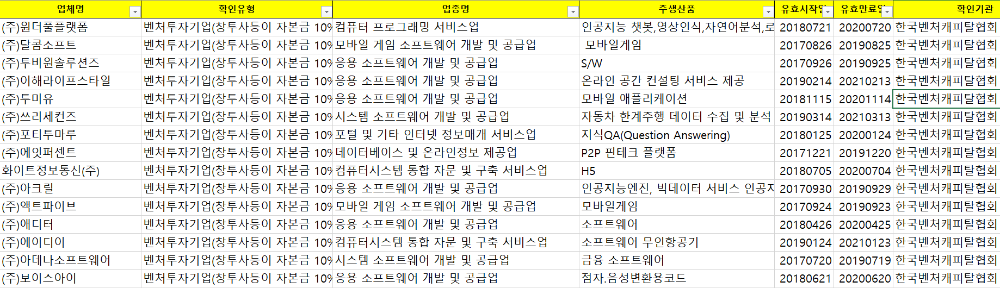 업체명 확인유형 업종명 주생산품 유효시작일 유효만료일 확인기관
(주)원더풀플랫폼 벤처투자기업(창투사등이 자본금 10% 컴퓨터 프로그래밍 서비스업 인공지능 챗봇,영상인식,자연어분석,로 20180721 20200720 한국벤처캐피탈협회
(주)달콤소프트 벤처투자기업(창투사등이 자본금 10% 모바일 게임 소프트웨어 개발 및 공급업 모바일게임 20170826 20190825 한국벤처캐피탈협회
(주)투비원솔루션즈 벤처투자기업(창투사등이 자본금 10% 응용 소프트웨어 개발 및 공급업 S/W 20170926 20190925 한국벤처캐피탈협회
(주)이해라이프스타일 벤처투자기업(창투사등이 자본금 10% 응용 소프트웨어 개발 및 공급업 온라인 공간 컨설팅 서비스 제공 20190214 20210213 한국벤처캐피탈협회
(주)투미유 벤처투자기업(창투사등이 자본금 10% 응용 소프트웨어 개발 및 공급업 모바일 애플리케이션 20181115 20201114 한국벤처캐피탈협회
(주)쓰리세컨즈 벤처투자기업(창투사등이 자본금 10% 시스템 소프트웨어 개발 및 공급업 자동차 한계주행 데이터 수집 및 분석 20190314 20210313 한국벤처캐피탈협회
(주)포티투마루 벤처투자기업(창투사등이 자본금 10% 포털 및 기타 인터넷 정보매개 서비스업 지식QA(Question Answering) 20180125 20200124 한국벤처캐피탈협회
(주)에잇퍼센트 벤처투자기업(창투사등이 자본금 10% 데이터베이스 및 온라인정보 제공업 P2P 핀테크 플랫폼 20171221 20191220 한국벤처캐피탈협회
화이트정보통신(주) 벤처투자기업(창투사등이 자본금 10% 컴퓨터시스템 통합 자문 및 구축 서비스업 H5 20180705 20200704 한국벤처캐피탈협회
(주)아크릴 벤처투자기업(창투사등이 자본금 10% 응용 소프트웨어 개발 및 공급업 인공지능엔진, 빅데이터 서비스 인공지 20170930 20190929 한국벤처캐피탈협회
(주)액트파이브 벤처투자기업(창투사등이 자본금 10% 모바일 게임 소프트웨어 개발 및 공급업 모바일게임 20170924 20190923 한국벤처캐피탈협회
(주)애디터 벤처투자기업(창투사등이 자본금 10% 응용 소프트웨어 개발 및 공급업 소프트웨어 20180426 20200425 한국벤처캐피탈협회
(주)에이디이 벤처투자기업(창투사등이 자본금 10% 컴퓨터시스템 통합 자문 및 구축 서비스업 소프트웨어 무인항공기 20190124 20210123 한국벤처캐피탈협회
(주)아데나소프트웨어 벤처투자기업(창투사등이 자본금 10% 시스템 소프트웨어 개발 및 공급업 금융 소프트웨어 20170720 20190719 한국벤처캐피탈협회
(주)보이스아이 벤처투자기업(창투사등이 자본금 10% 응용 소프트웨어 개발 및 공급업 점자.음성변환용코드 20180621 20200620 한국벤처캐피탈협회